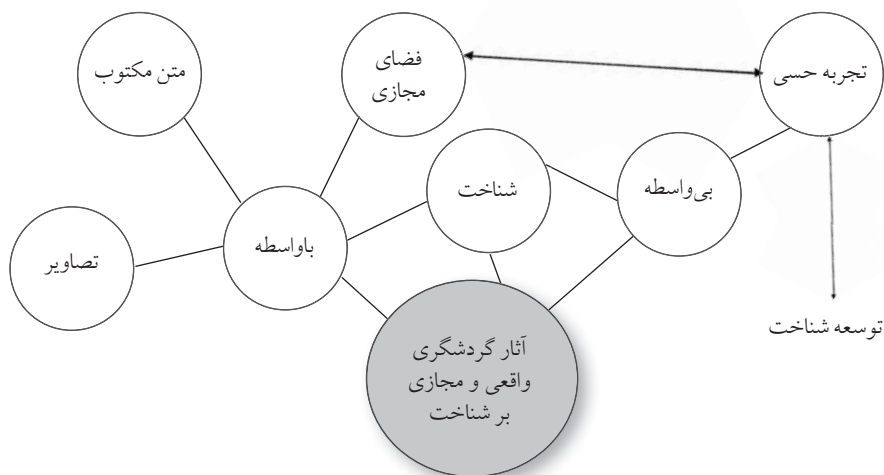 تجربه حسی
فضای
مجازی
متن مکتوب
شناخت
بی‌واسطه
باواسطه
تصاویر
توسعه شناخت
آثار گردشگری
واقعی و مجازی
بر شناخت